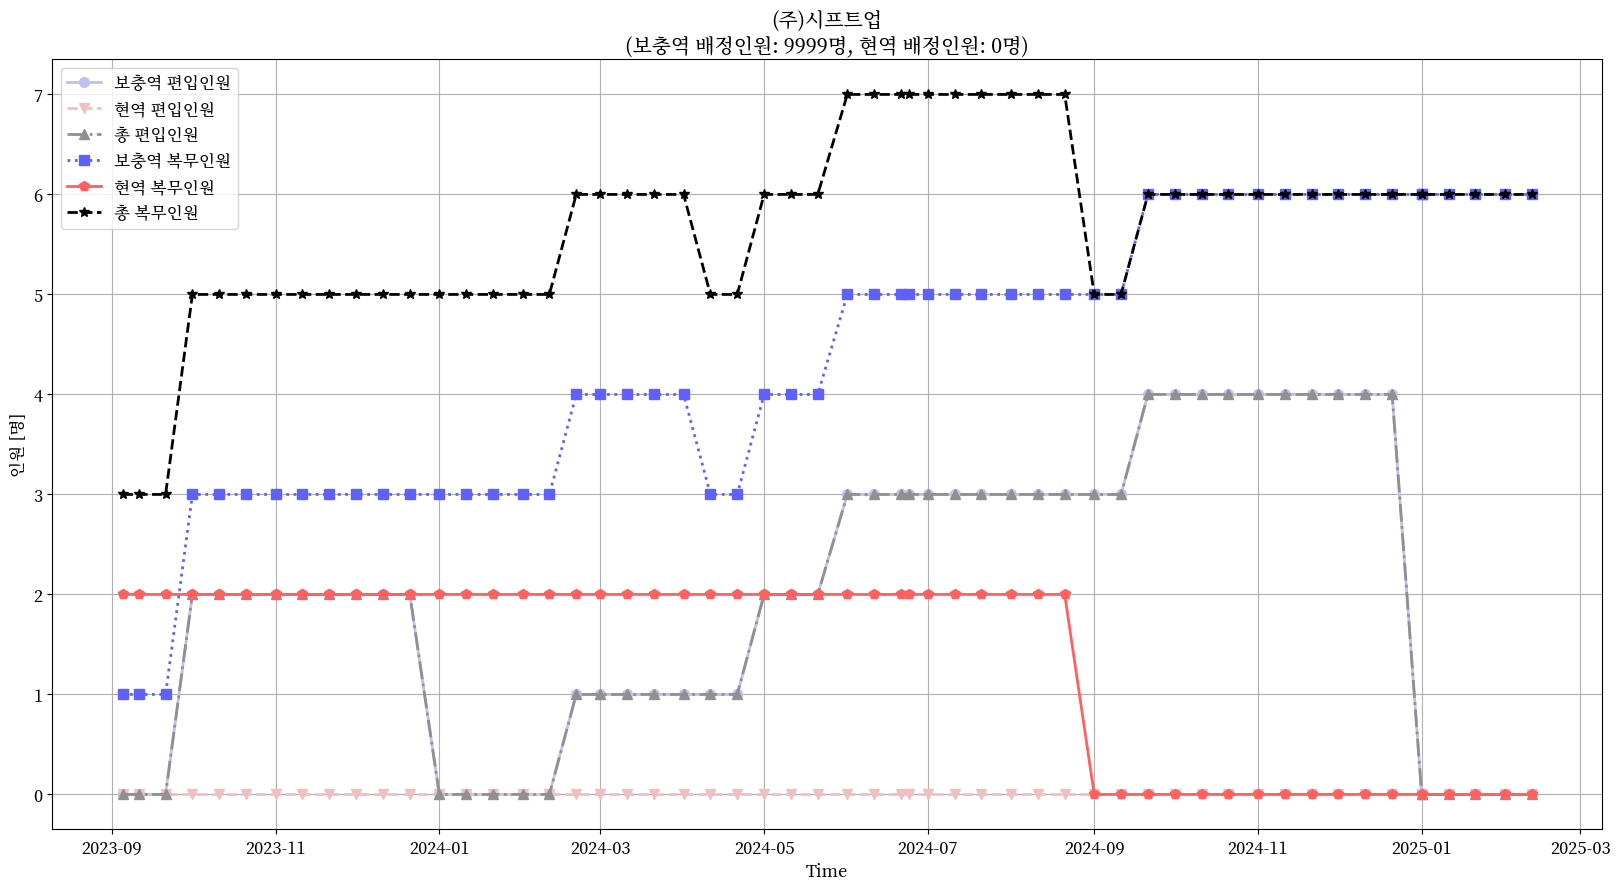 (주)시프트업
(보충역 배정인원: 9999명, 현역 배정인원: 0명)
보충역 편입인원
현역 편입인원
총 편입인원
보충역 복무인원
현역 복무인원
총 복무인원
인원 [명]
7
6
5
4
3
2
1
0
2023-09
2023-11
2024-01
2024-03
2024-05
2024-07
2024-09
2024-11
2025-01
2025-03
Time